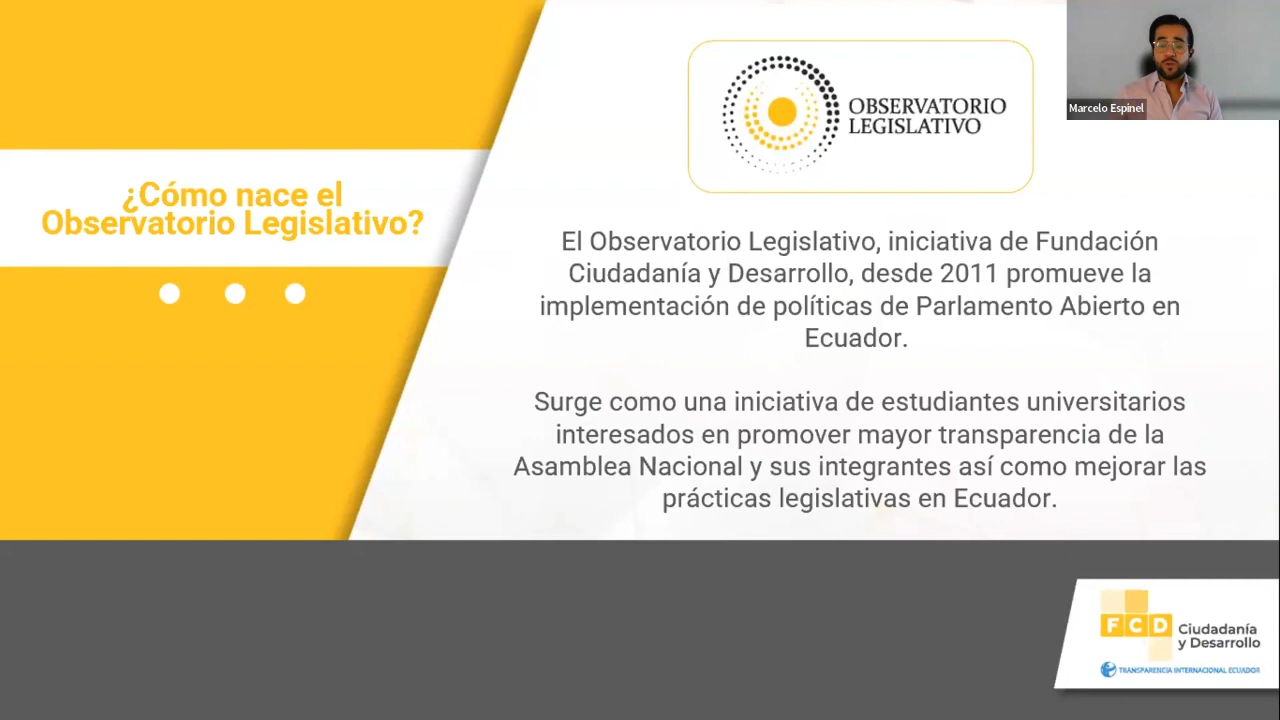 ¿Cómo nace el
Observatorio Legislativo?
OBSERVATORIO
LEGISLATIVO
Marcelo Espinel
El Observatorio Legislativo, iniciativa de Fundación
Ciudadanía y Desarrollo, desde 2011 promueve la
implementación de políticas de Parlamento Abierto en
Ecuador.
Surge como una iniciativa de estudiantes universitarios
interesados en promover mayor transparencia de la
Asamblea Nacional y sus integrantes así como mejorar las
prácticas legislativas en Ecuador.
FCD
Ciudadanía
y Desarrollo
TRANSPARENCIA INTERNACIONAL ECUADOR